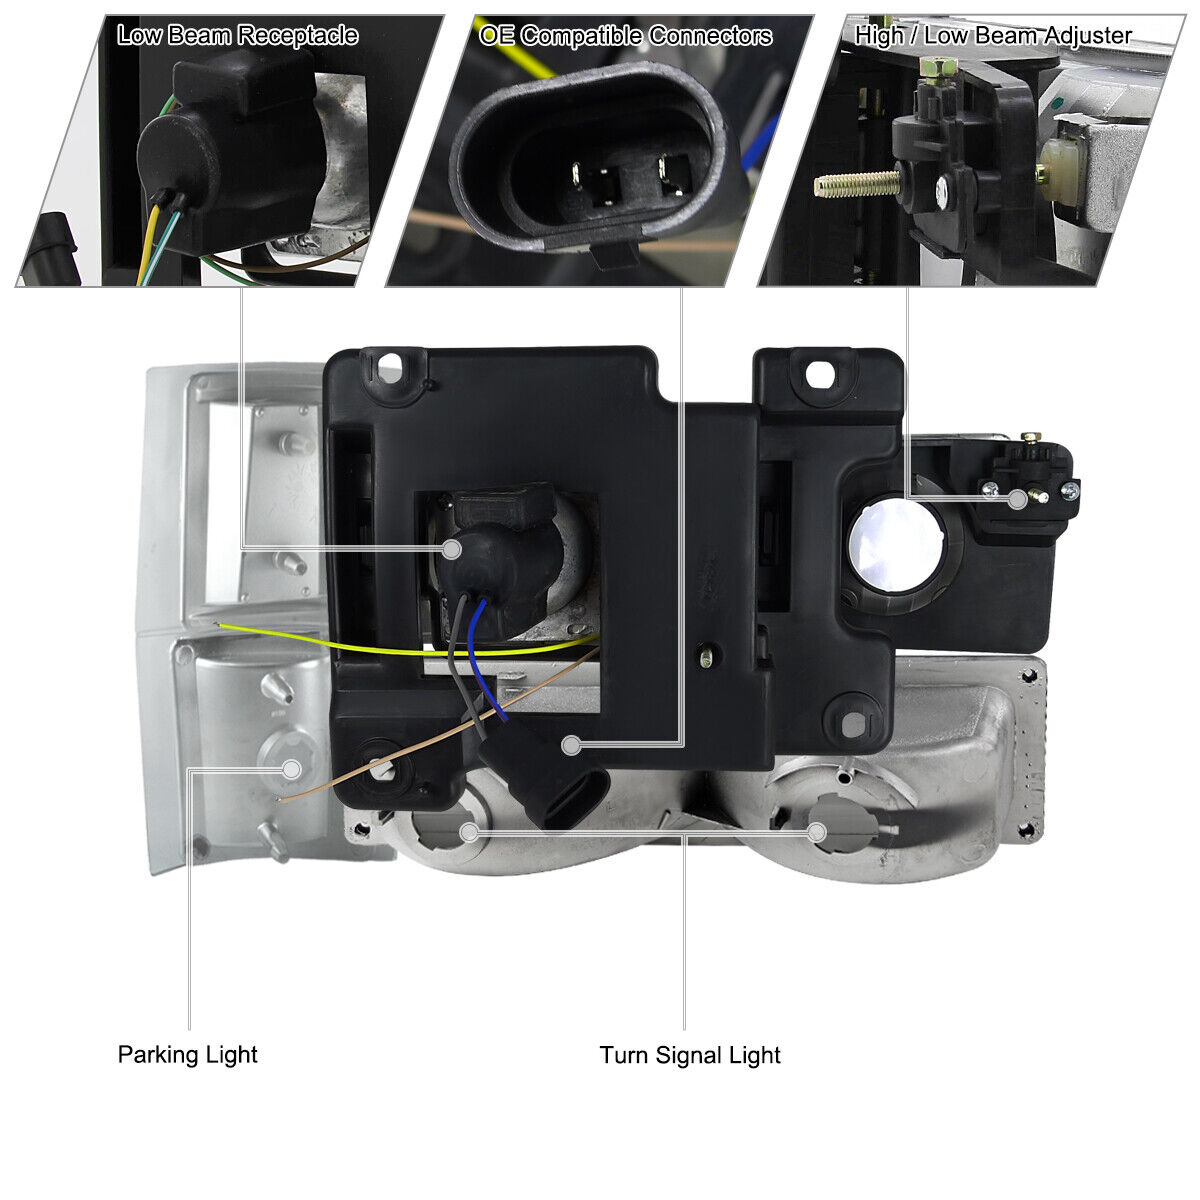 Low Beam Receptacle
OE Compatible Connectors
High / Low Beam Adjuster
Parking Light
Turn Signal Light